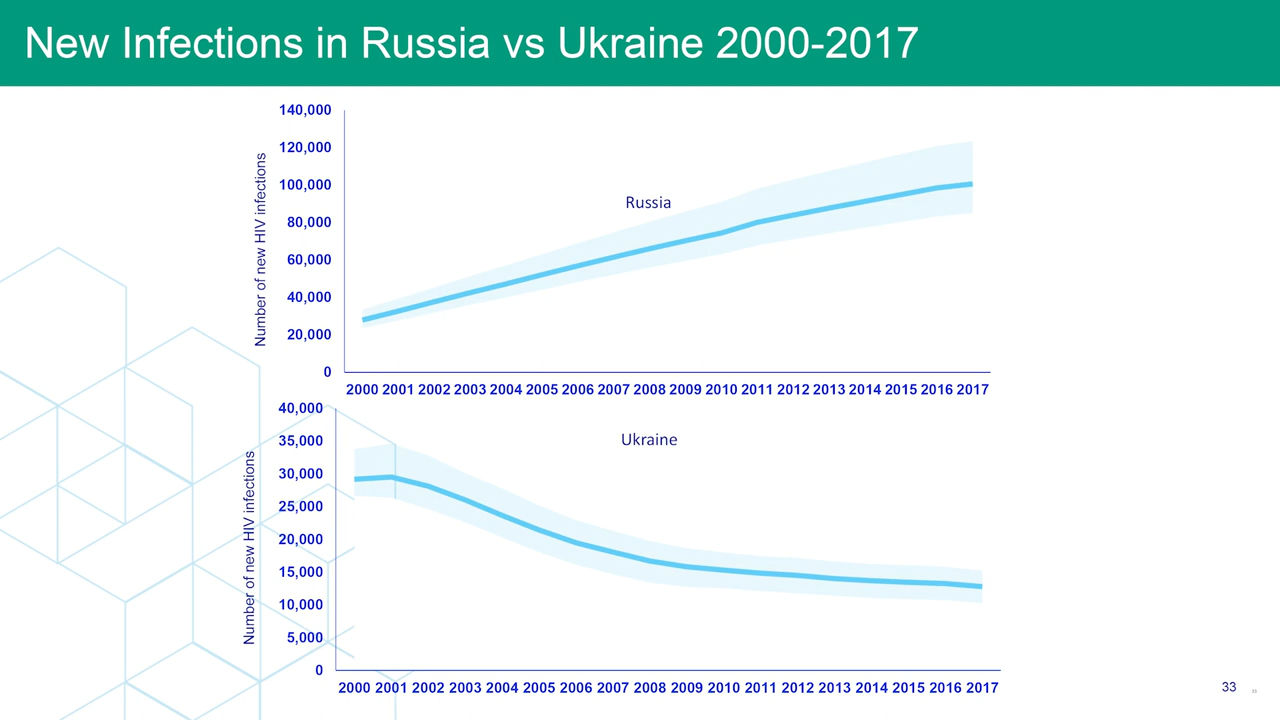 New Infections in Russia vs Ukraine 2000-2017
140,000
120,000
100,000
80,000
60,000
40,000
20,000
0
Number of new HIV infections
Russia
2000 2001 2002 2003 2004 2005 2006 2007 2008 2009 2010 2011 2012 2013 2014 2015 2016 2017
40,000
35,000
30,000
25,000
20,000
15,000
10,000
5,000
0
Number of new HIV infections
Ukraine
2000 2001 2002 2003 2004 2005 2006 2007 2008 2009 2010 2011 2012 2013 2014 2015 2016 2017
33